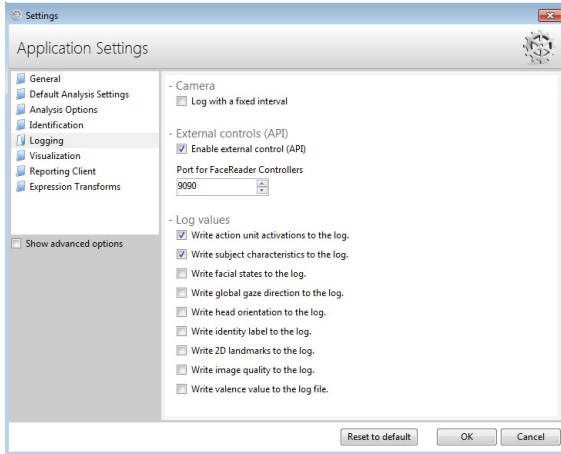 Settings
Application Settings
General
Default Analysis Settings
Analysis Options
Identification
Logging
Visualization
Reporting Client
Expression Transforms
Show advanced options
- Camera
Log with a fixed interval
- External controls (API)
Enable external control (API)
Port for FaceReader Controllers
9090
- Log values
Write action unit activations to the log.
Write subject characteristics to the log.
Write facial states to the log.
Write global gaze direction to the log.
Write head orientation to the log.
Write identity label to the log.
Write 2D landmarks to the log.
Write image quality to the log.
Write valence value to the log file.
Reset to default
OK
Cancel